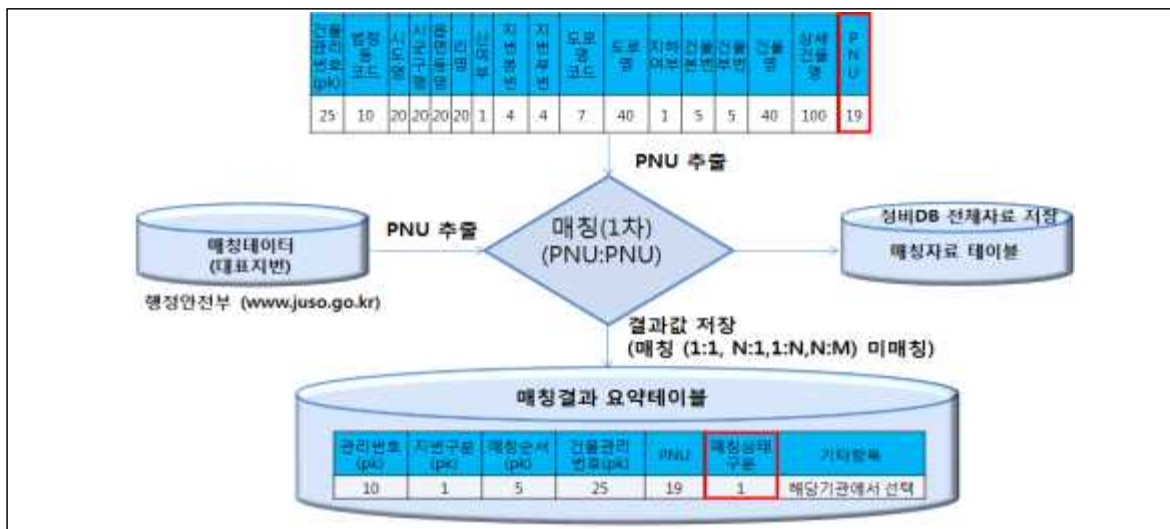 건물관리번호(pk) 법정동코드 시도명 시군구명 읍면동명 리명 산여부 지번본번 지번부번 도로명코드 도로명 지하여부 건물본번 건물부번 건물명 상세건물명 PNU
25 10 20 20 20 20 1 4 4 7 40 1 5 5 40 100 19
PNU 추출
매칭데이터
(대표지번)
PNU 추출
매칭(1차)
(PNU:PNU)
정비DB 전체자료 저장
매칭자료 테이블
행정안전부 (www.juso.go.kr)
결과값 저장
(매칭 (1:1, N:1,1:N,N:M) 미매칭)
매칭결과 요약테이블
관리번호(pk) 지번구분(pk) 매칭순서(pk) 건물관리번호(pk) PNU 매칭상태구분 기타항목
10 1 5 25 19 1 해당기관에서 선택